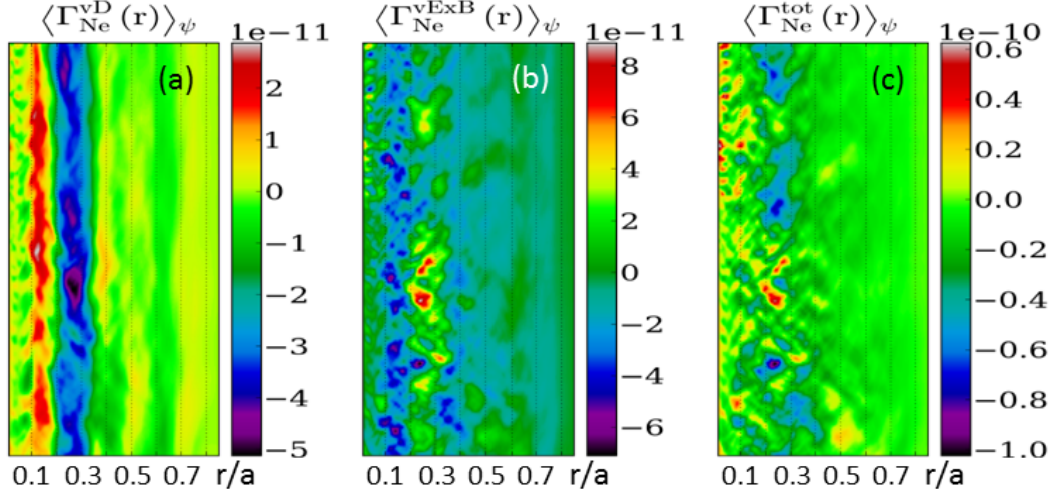 ⟨Γ_Ne^vD (r)⟩_ψ
1e−11
(a)
2
1
0
−1
−2
−3
−4
−5
0.1 0.3 0.5 0.7 r/a
⟨Γ_Ne^vExB (r)⟩_ψ
1e−11
(b)
8
6
4
2
0
−2
−4
−6
0.1 0.3 0.5 0.7 r/a
⟨Γ_Ne^tot (r)⟩_ψ
1e−10
(c)
0.6
0.4
0.2
0.0
−0.2
−0.4
−0.6
−0.8
−1.0
0.1 0.3 0.5 0.7 r/a